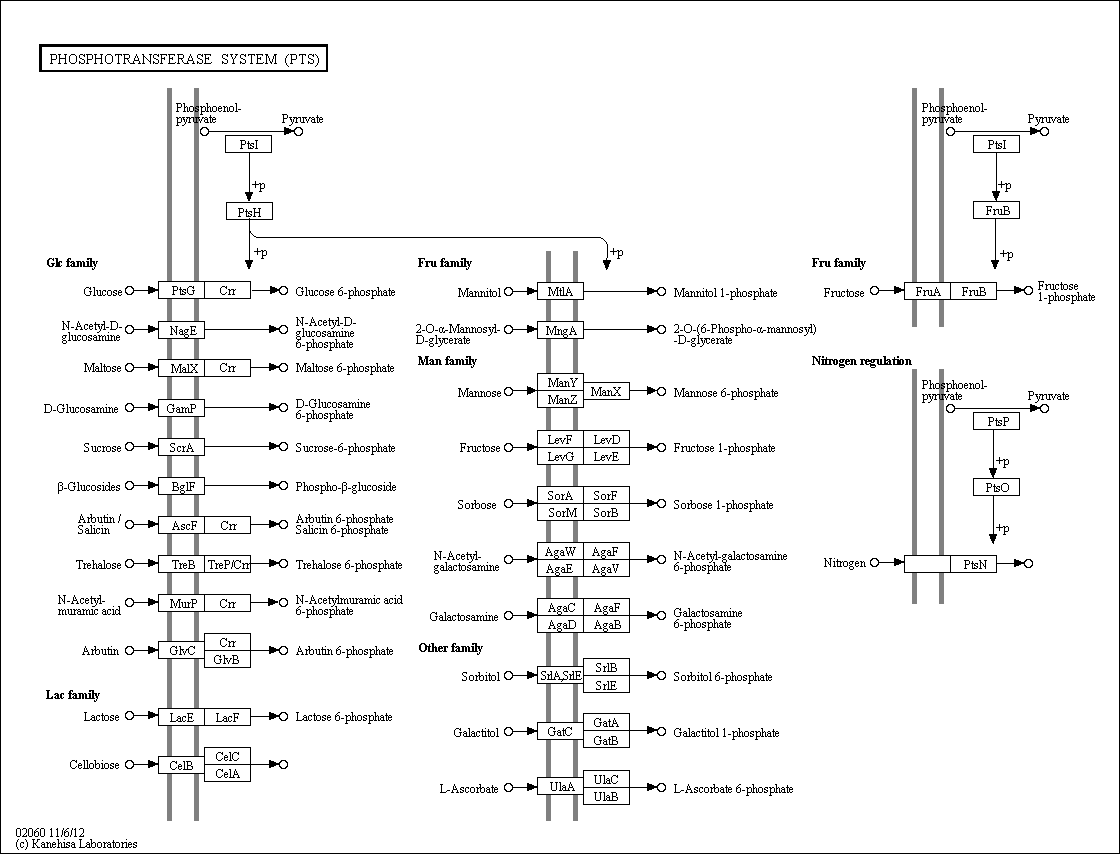 PHOSPHOTRANSFERASE SYSTEM (PTS)
Phosphoenol-
pyruvate
Pyruvate
PtsI
+p
PtsH
+p
+p
Glc family
Glucose
PtsG
Crr
Glucose 6-phosphate
N-Acetyl-D-
glucosamine
NagE
N-Acetyl-D-
glucosamine
6-phosphate
Maltose
MalX
Crr
Maltose 6-phosphate
D-Glucosamine
GamP
D-Glucosamine
6-phosphate
Sucrose
ScrA
Sucrose-6-phosphate
β-Glucosides
BglF
Phospho-β-glucoside
Arbutin /
Salicin
AscF
Crr
Arbutin 6-phosphate
Salicin 6-phosphate
Trehalose
TreB
TreP/Crr
Trehalose 6-phosphate
N-Acetyl-
muramic acid
MurP
Crr
N-Acetylmuramic acid
6-phosphate
Arbutin
GlvC
Crr
GlvB
Arbutin 6-phosphate
Lac family
Lactose
LacE
LacF
Lactose 6-phosphate
Cellobiose
CelB
CelC
CelA
Fru family
Mannitol
MtlA
Mannitol 1-phosphate
2-O-α-Mannosyl-
D-glycerate
MngA
2-O-(6-Phospho-α-mannosyl)
-D-glycerate
Man family
Mannose
ManY
ManZ
ManX
Mannose 6-phosphate
Fructose
LevF
LevD
LevG
LevE
Fructose 1-phosphate
Sorbose
SorA
SorF
SorM
SorB
Sorbose 1-phosphate
N-Acetyl-
galactosamine
AgaW
AgaF
AgaE
AgaV
N-Acetyl-galactosamine
6-phosphate
Galactosamine
AgaC
AgaF
AgaD
AgaB
Galactosamine
6-phosphate
Other family
Sorbitol
SrlA,SrlE
SrlB
SrlE
Sorbitol 6-phosphate
Galactitol
GatC
GatA
GatB
Galactitol 1-phosphate
L-Ascorbate
UlaA
UlaC
UlaB
L-Ascorbate 6-phosphate
Phosphoenol-
pyruvate
Pyruvate
PtsI
+p
FruB
+p
Fru family
Fructose
FruA
FruB
Fructose
1-phosphate
Nitrogen regulation
Phosphoenol-
pyruvate
Pyruvate
PtsP
+p
PtsO
+p
Nitrogen
PtsN
02060 11/6/12
(c) Kanehisa Laboratories